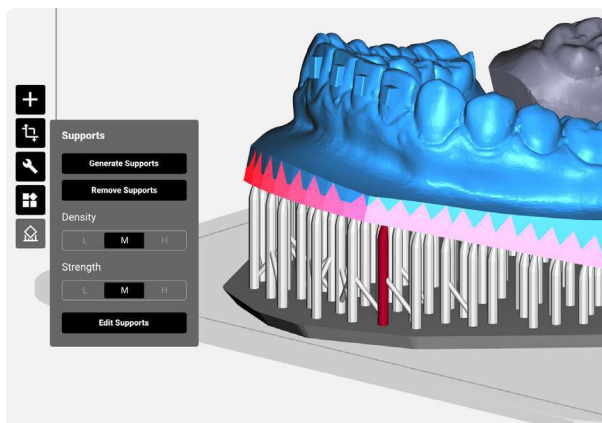 Supports
Generate Supports
Remove Supports
Density
L M H
Strength
L M H
Edit Supports